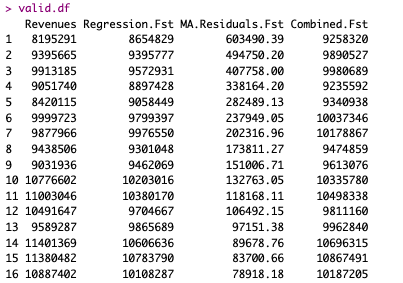 > valid.df
Revenues Regression.Fst MA.Residuals.Fst Combined.Fst
1 8195291 8654829 603490.39 9258320
2 9395665 9395777 494750.20 9890527
3 9913185 9572931 407758.00 9980689
4 9051740 8897428 338164.20 9235592
5 8420115 9058449 282489.13 9340938
6 9999723 9799397 237949.05 10037346
7 9877966 9976550 202316.96 10178867
8 9438506 9301048 173811.27 9474859
9 9031936 9462069 151006.71 9613076
10 10776602 10203016 132763.05 10335780
11 11003046 10380170 118168.11 10498338
12 10491647 9704667 106492.15 9811160
13 9589287 9865689 97151.38 9962840
14 11401369 10606636 89678.76 10696315
15 11380482 10783790 83700.66 10867491
16 10887402 10108287 78918.18 10187205